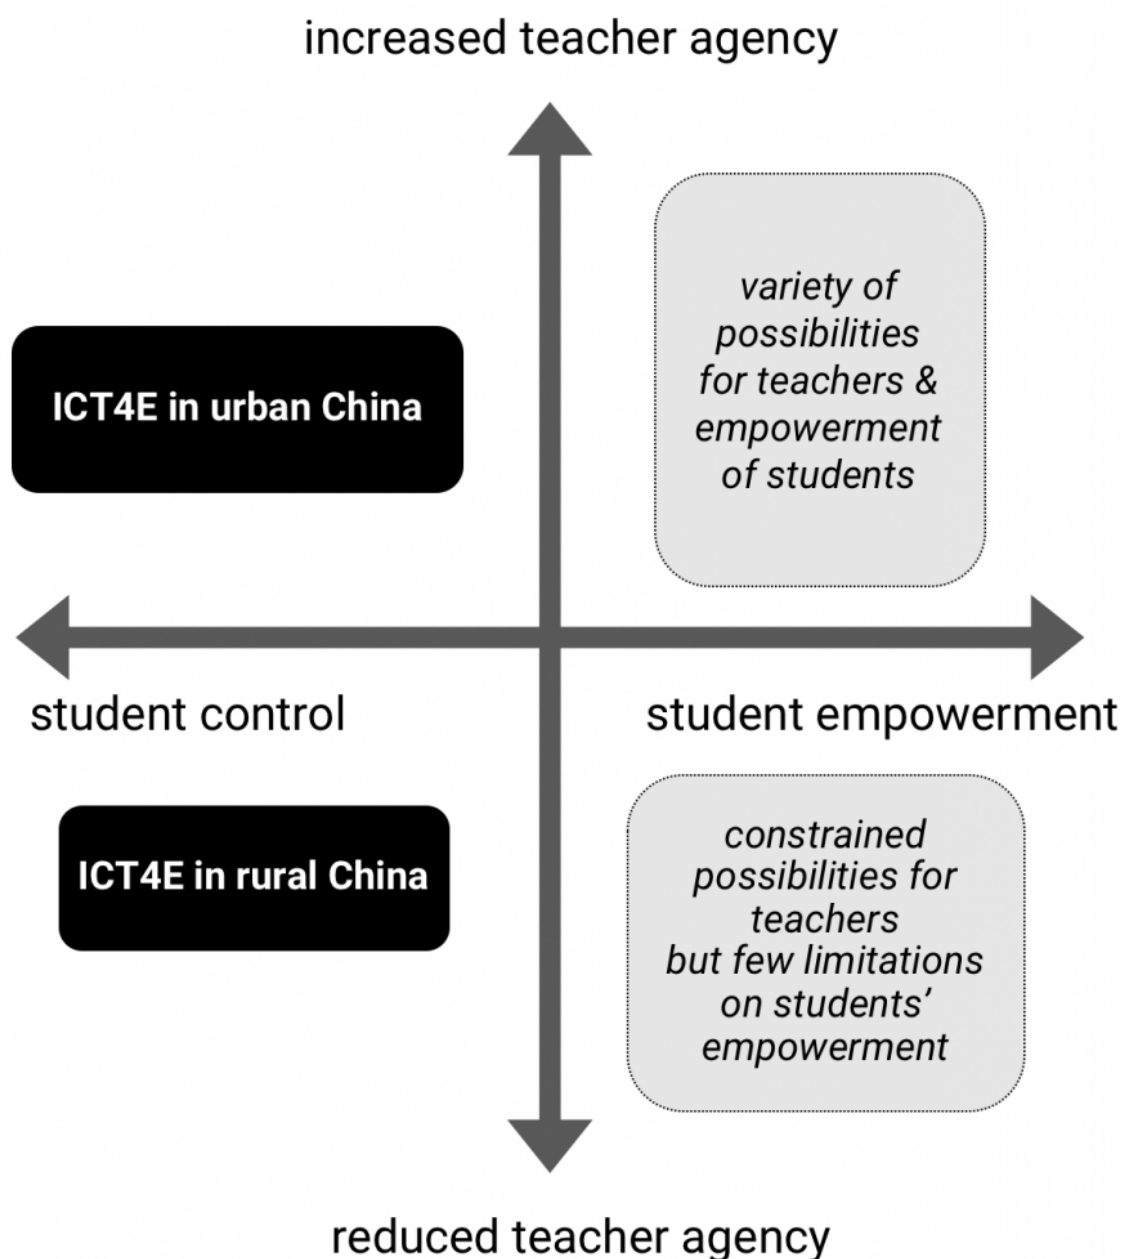 increased teacher agency
variety of
possibilities
for teachers &
empowerment
of students
ICT4E in urban China
student control
student empowerment
ICT4E in rural China
constrained
possibilities for
teachers
but few limitations
on students’
empowerment
reduced teacher agency